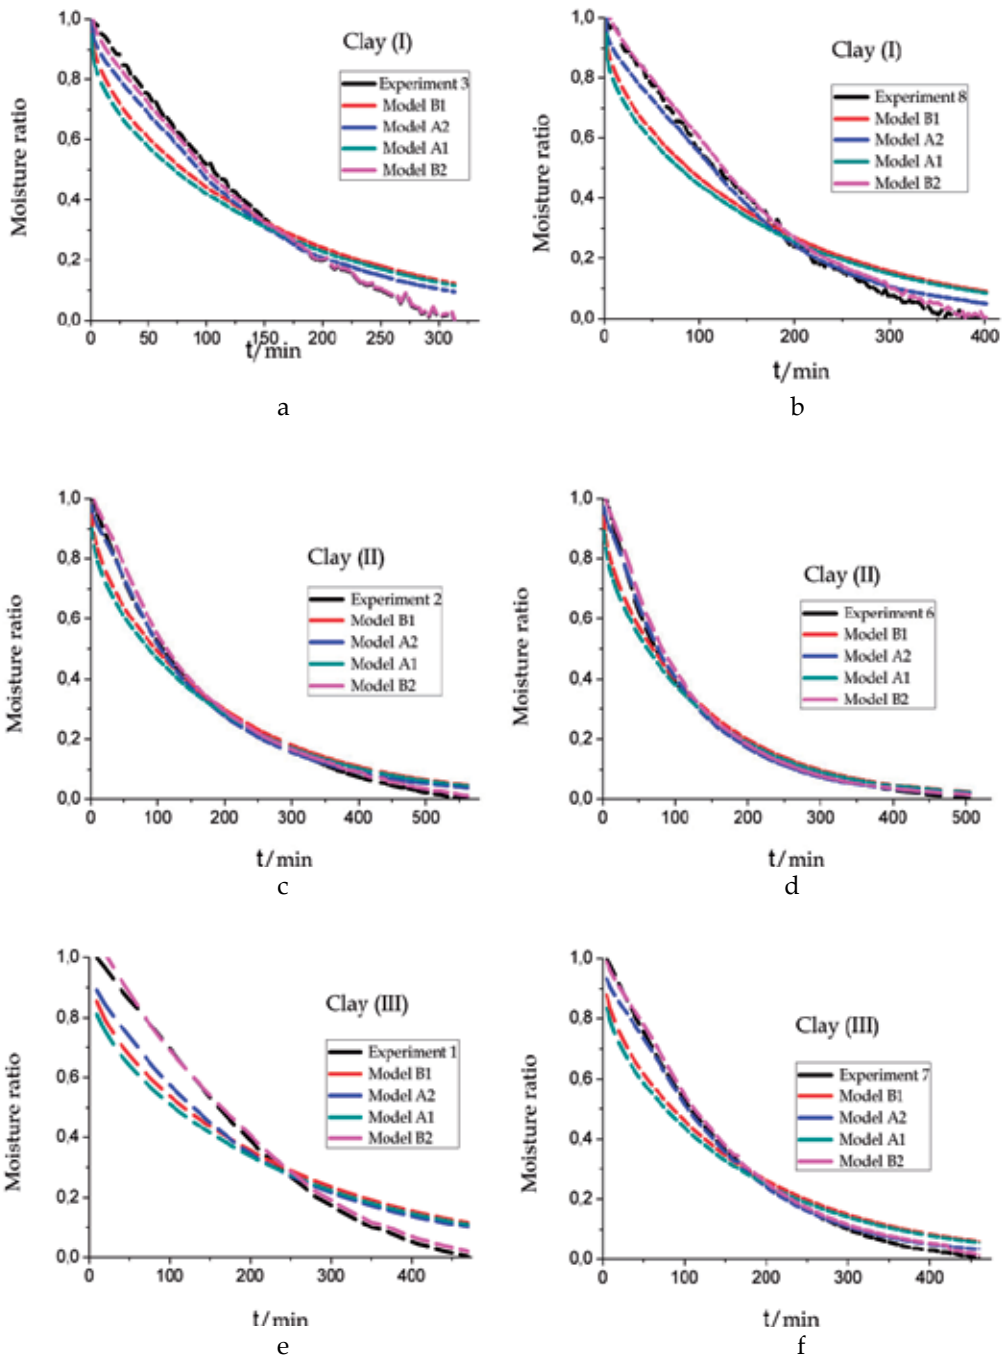 Clay (I)
Experiment 3
Model B1
Model A2
Model A1
Model B2
Moisture ratio
1,0
0,8
0,6
0,4
0,2
0,0
0 50 100 150 200 250 300
t/min
a
Clay (I)
Experiment 8
Model B1
Model A2
Model A1
Model B2
Moisture ratio
1,0
0,8
0,6
0,4
0,2
0,0
0 100 200 300 400
t/min
b
Clay (II)
Experiment 2
Model B1
Model A2
Model A1
Model B2
Moisture ratio
1,0
0,8
0,6
0,4
0,2
0,0
0 100 200 300 400 500
t/min
c
Clay (II)
Experiment 6
Model B1
Model A2
Model A1
Model B2
Moisture ratio
1,0
0,8
0,6
0,4
0,2
0,0
0 100 200 300 400 500
t/min
d
Clay (III)
Experiment 1
Model B1
Model A2
Model A1
Model B2
Moisture ratio
1,0
0,8
0,6
0,4
0,2
0,0
0 100 200 300 400
t/min
e
Clay (III)
Experiment 7
Model B1
Model A2
Model A1
Model B2
Moisture ratio
1,0
0,8
0,6
0,4
0,2
0,0
0 100 200 300 400
t/min
f